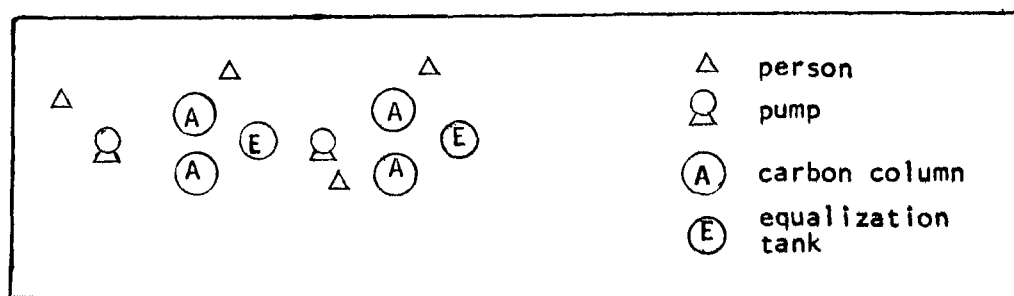 A
A
E
A
A
E
person
pump
A carbon column
E equalization
tank